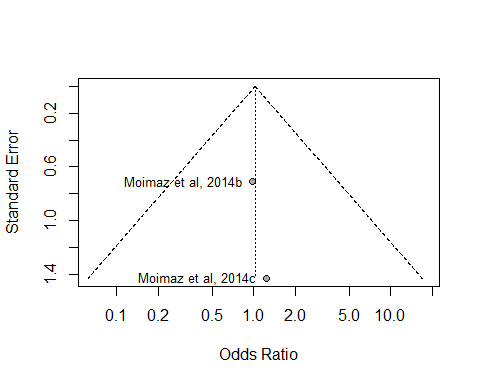 Standard Error
0.2
0.6
1.0
1.4
Moimaz et al, 2014b
Moimaz et al, 2014c
0.1 0.2 0.5 1.0 2.0 5.0 10.0
Odds Ratio